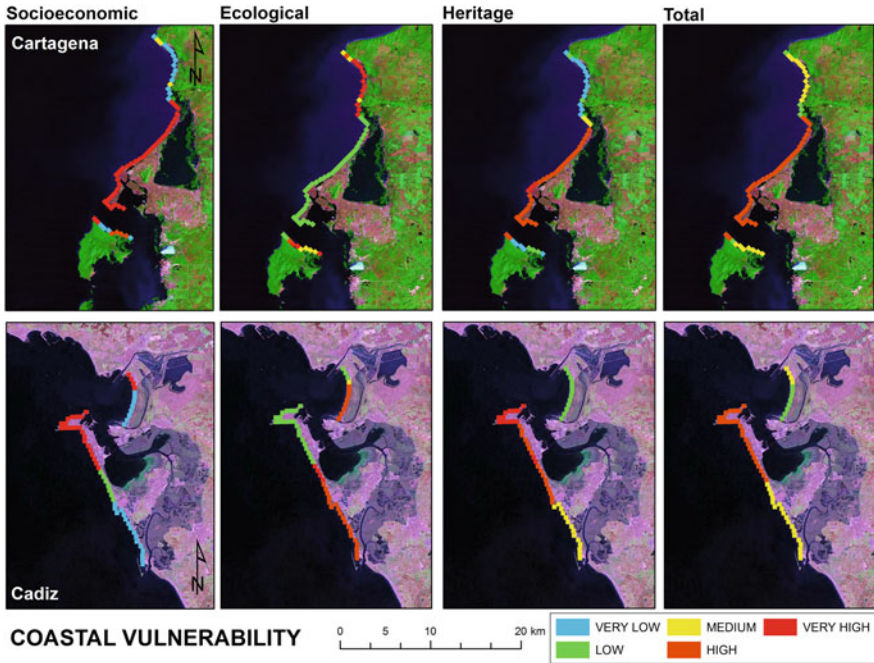 Socioeconomic Ecological Heritage Total
Cartagena
N
N
Cadiz
COASTAL VULNERABILITY
0 5 10 20 km
VERY LOW MEDIUM VERY HIGH
LOW HIGH